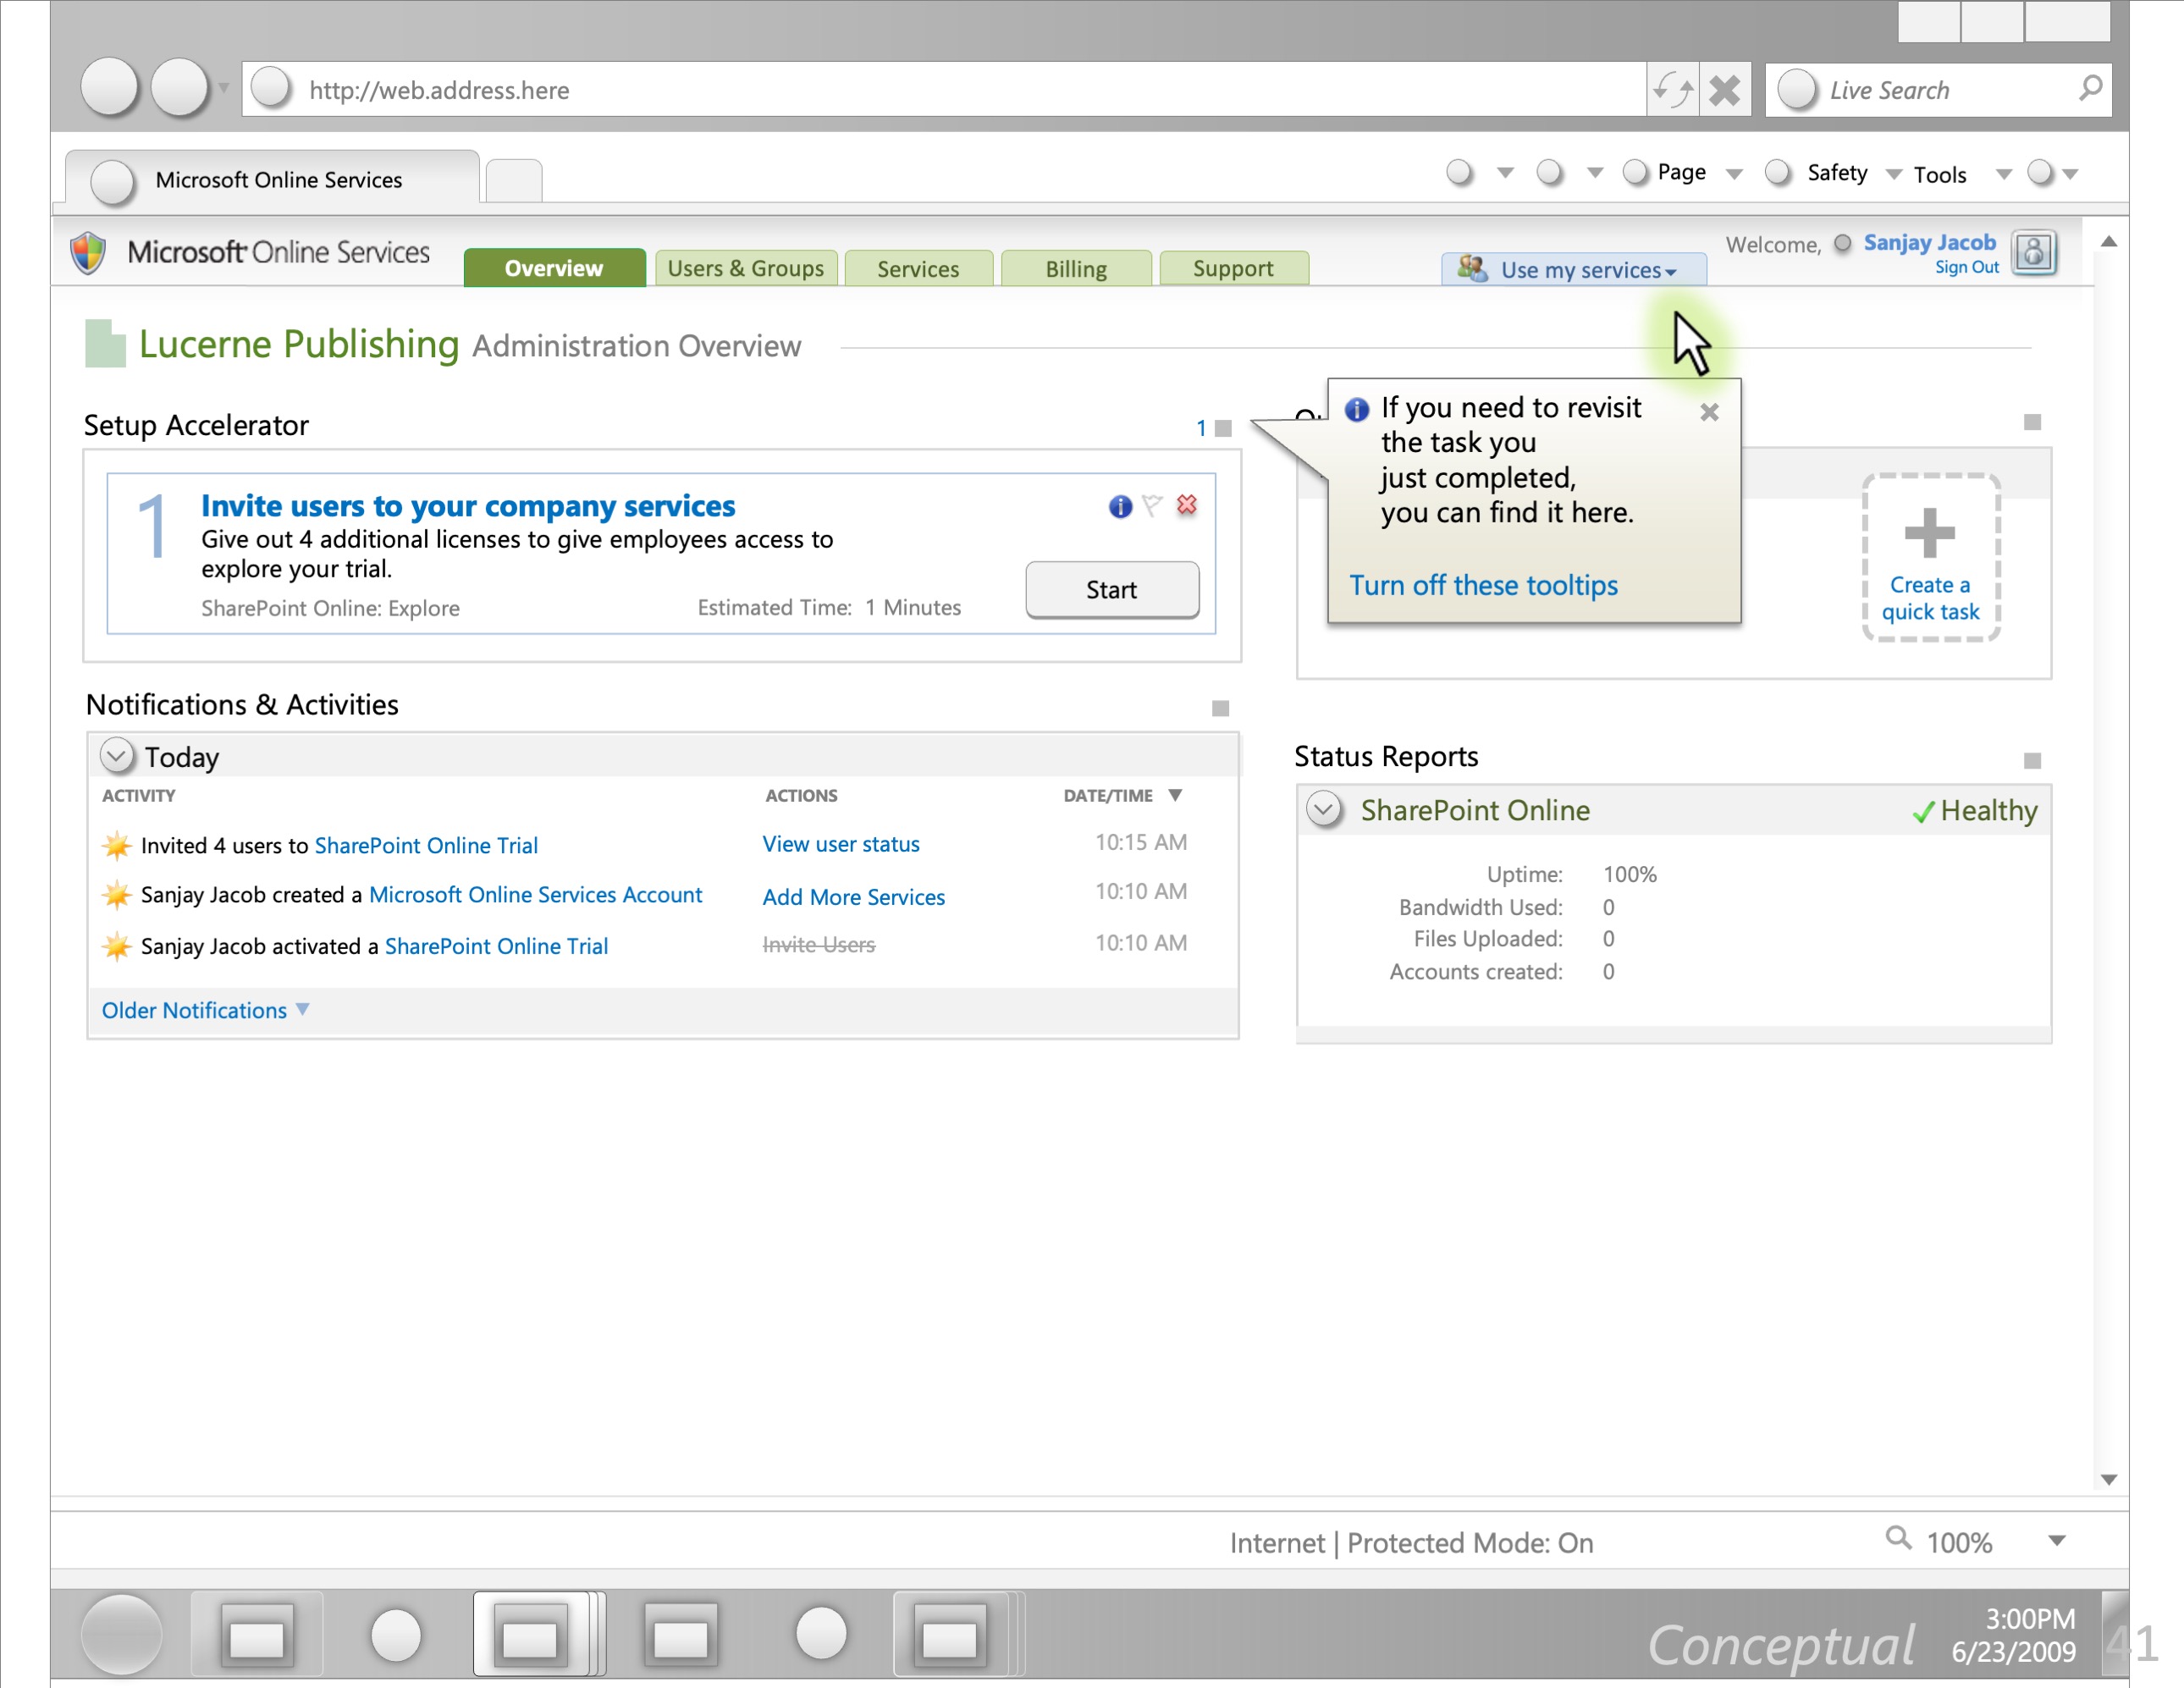 http://web.address.here
Live Search
Microsoft Online Services
Page
Safety
Tools
Microsoft Online Services
Overview
Users & Groups
Services
Billing
Support
Use my services
Welcome,
Sanjay Jacob
Sign Out
Lucerne Publishing Administration Overview
Setup Accelerator
1
1
Invite users to your company services
Give out 4 additional licenses to give employees access to
explore your trial.
SharePoint Online: Explore
Estimated Time: 1 Minutes
Start
If you need to revisit
the task you
just completed,
you can find it here.
Turn off these tooltips
Create a
quick task
Notifications & Activities
Today
ACTIVITY
ACTIONS
DATE/TIME
Invited 4 users to SharePoint Online Trial
View user status
10:15 AM
Sanjay Jacob created a Microsoft Online Services Account
Add More Services
10:10 AM
Sanjay Jacob activated a SharePoint Online Trial
Invite Users
10:10 AM
Older Notifications
Status Reports
SharePoint Online
Healthy
Uptime: 100%
Bandwidth Used: 0
Files Uploaded: 0
Accounts created: 0
Internet | Protected Mode: On
100%
Conceptual
3:00PM
6/23/2009
41